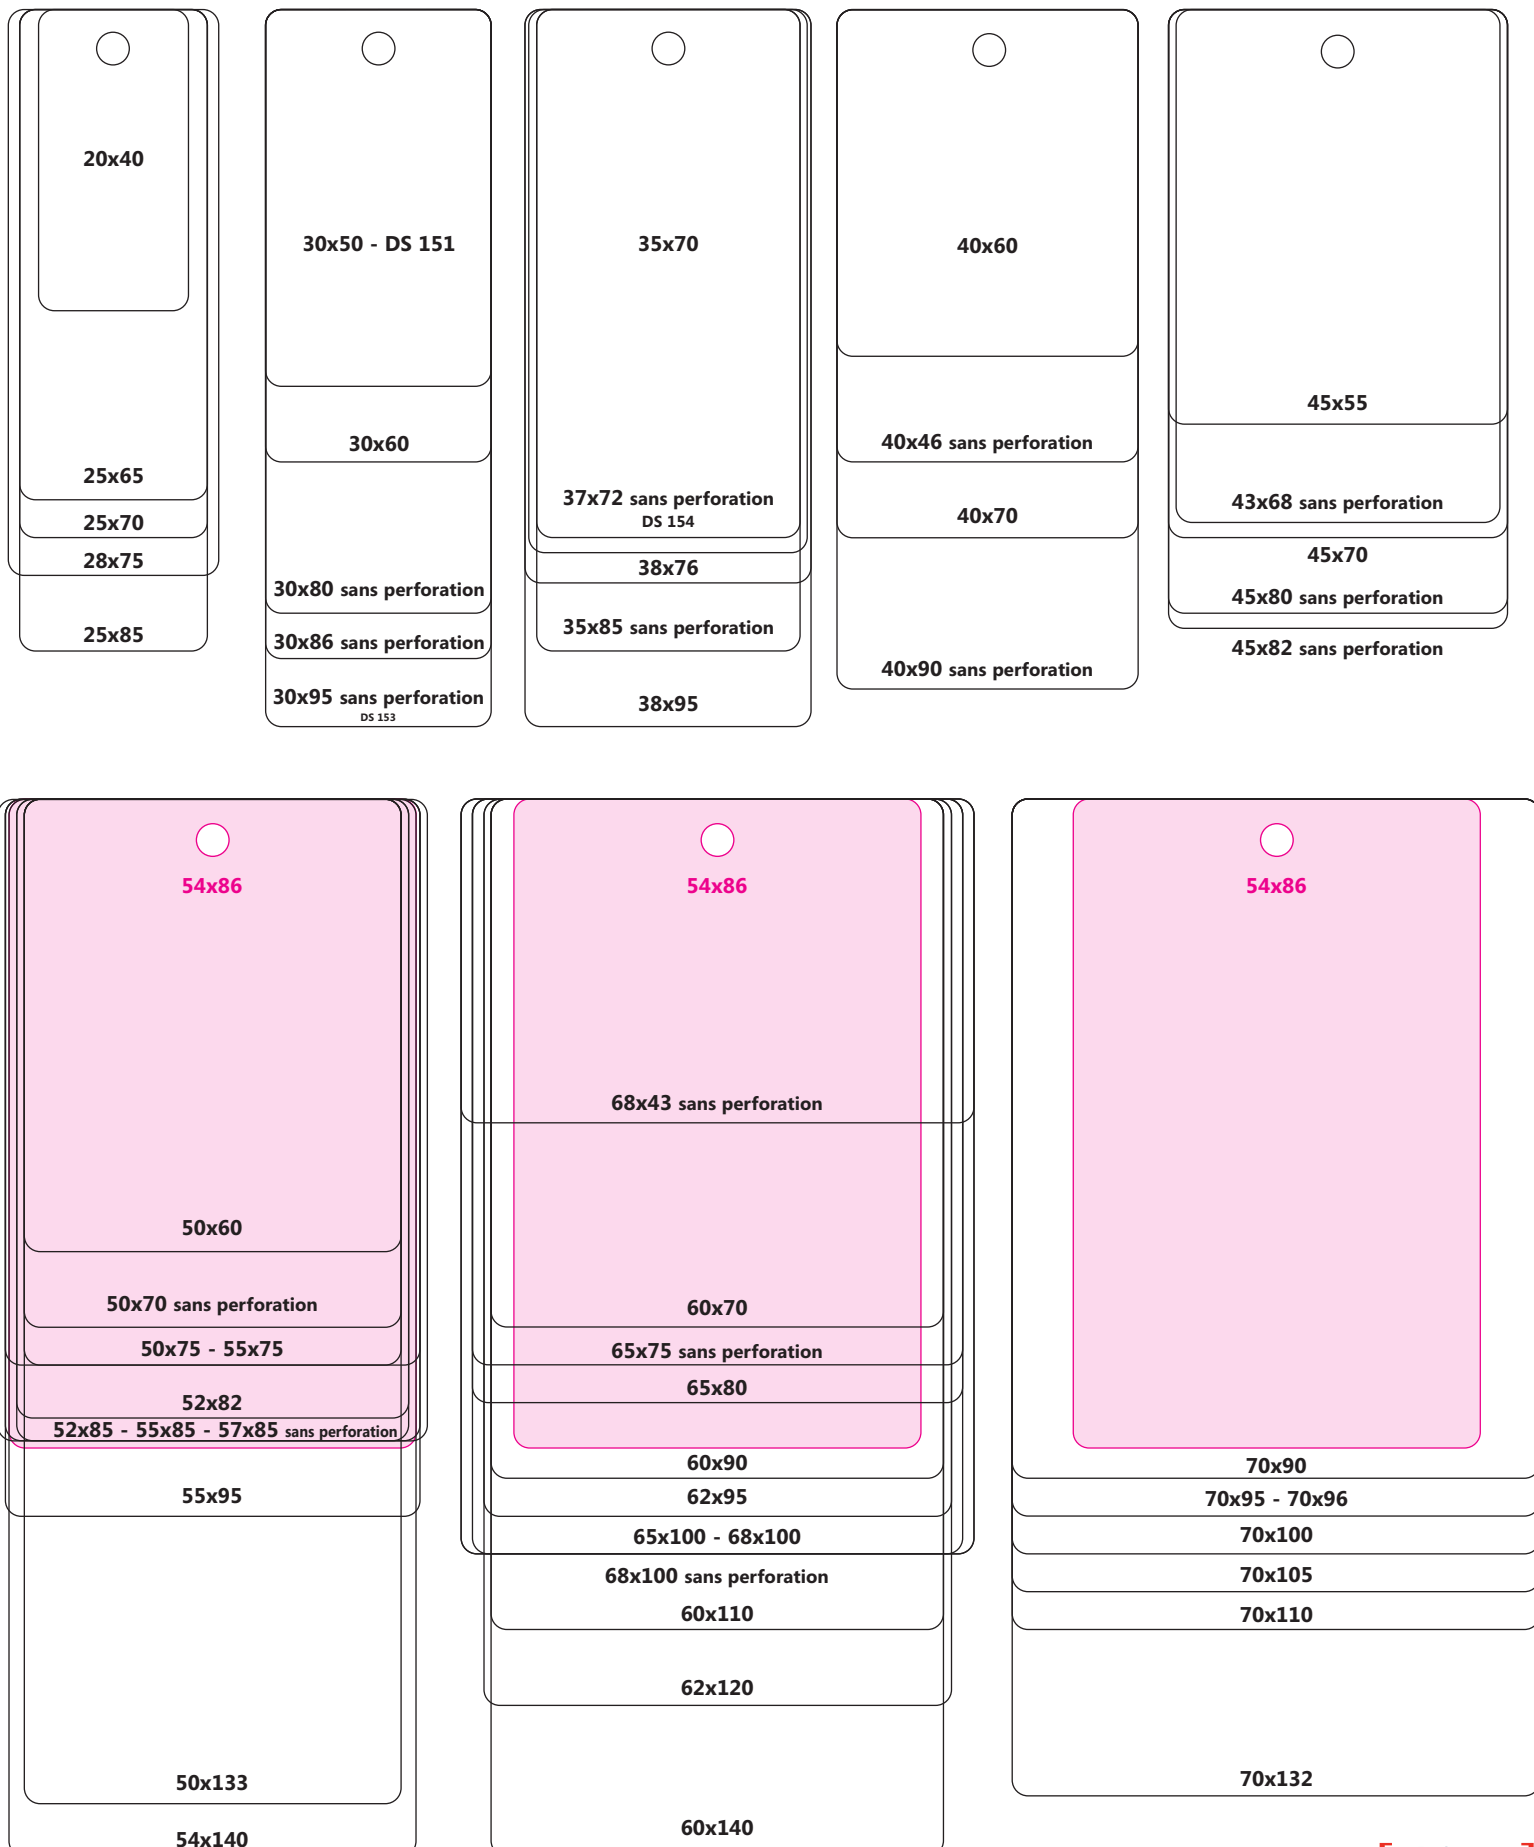 20x40
25x65
25x70
28x75
25x85
30x50 - DS 151
30x60
30x80 sans perforation
30x86 sans perforation
30x95 sans perforation
DS 153
35x70
37x72 sans perforation
DS 154
38x76
35x85 sans perforation
38x95
40x60
40x46 sans perforation
40x70
40x90 sans perforation
45x55
43x68 sans perforation
45x70
45x80 sans perforation
45x82 sans perforation
54x86
50x60
50x70 sans perforation
50x75 - 55x75
52x82
52x85 - 55x85 - 57x85 sans perforation
55x95
50x133
54x140
54x86
68x43 sans perforation
60x70
65x75 sans perforation
65x80
60x90
62x95
65x100 - 68x100
68x100 sans perforation
60x110
62x120
60x140
54x86
70x90
70x95 - 70x96
70x100
70x105
70x110
70x132